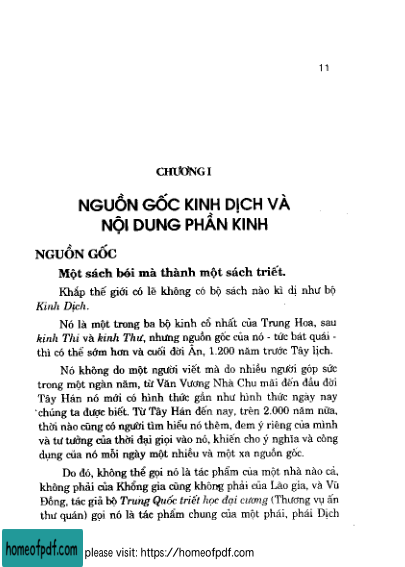 11
CHƯƠNG I
NGUỒN GỐC KINH DỊCH VÀ
NỘI DUNG PHẦN KINH
NGUỒN GỐC
Một sách bói mà thành một sách triết.
Khắp thế giới có lẽ không có bộ sách nào kì dị như bộ
Kinh Dịch.
Nó là một trong ba bộ kinh cổ nhất của Trung Hoa, sau
kinh Thi và kinh Thư, nhưng nguồn gốc của nó - tức bát quái -
thì có thể sớm hơn và cuối đời Ân, 1.200 năm trước Tây lịch.
Nó không do một người viết mà do nhiều người góp sức
trong một ngàn năm, từ Văn Vương Nhà Chu mãi đến đầu đời
Tây Hán nó mới có hình thức gần như hình thức ngày nay
chúng ta được biết. Từ Tây Hán đến nay, trên 2.000 năm nữa,
thời nào cũng có người tìm hiểu nó thêm, đem ý riêng của mình
và tư tưởng của thời đại gọi vào nó, khiến cho ý nghĩa và công
dụng của nó mỗi ngày một nhiều và một xa nguồn gốc.
Do đó, không thể gọi nó là tác phẩm của một nhà nào cả,
không phải của Khổng gia cũng không phải của Lão gia, và Vũ
Đồng, tác giả bộ Trung Quốc triết học đại cương (Thương vụ ấn
thư quán) gọi nó là tác phẩm chung của một phái, phái Dịch
homeofpdf.com
please visit: https://homeofpdf.com